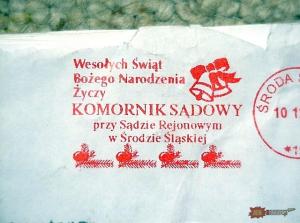 Wesołych Świąt
Bożego Narodzenia
Życzy
KOMORNIK SĄDOWY
przy Sądzie Rejonowym
w Środzie Śląskiej
ŚRODA Ś
10 1